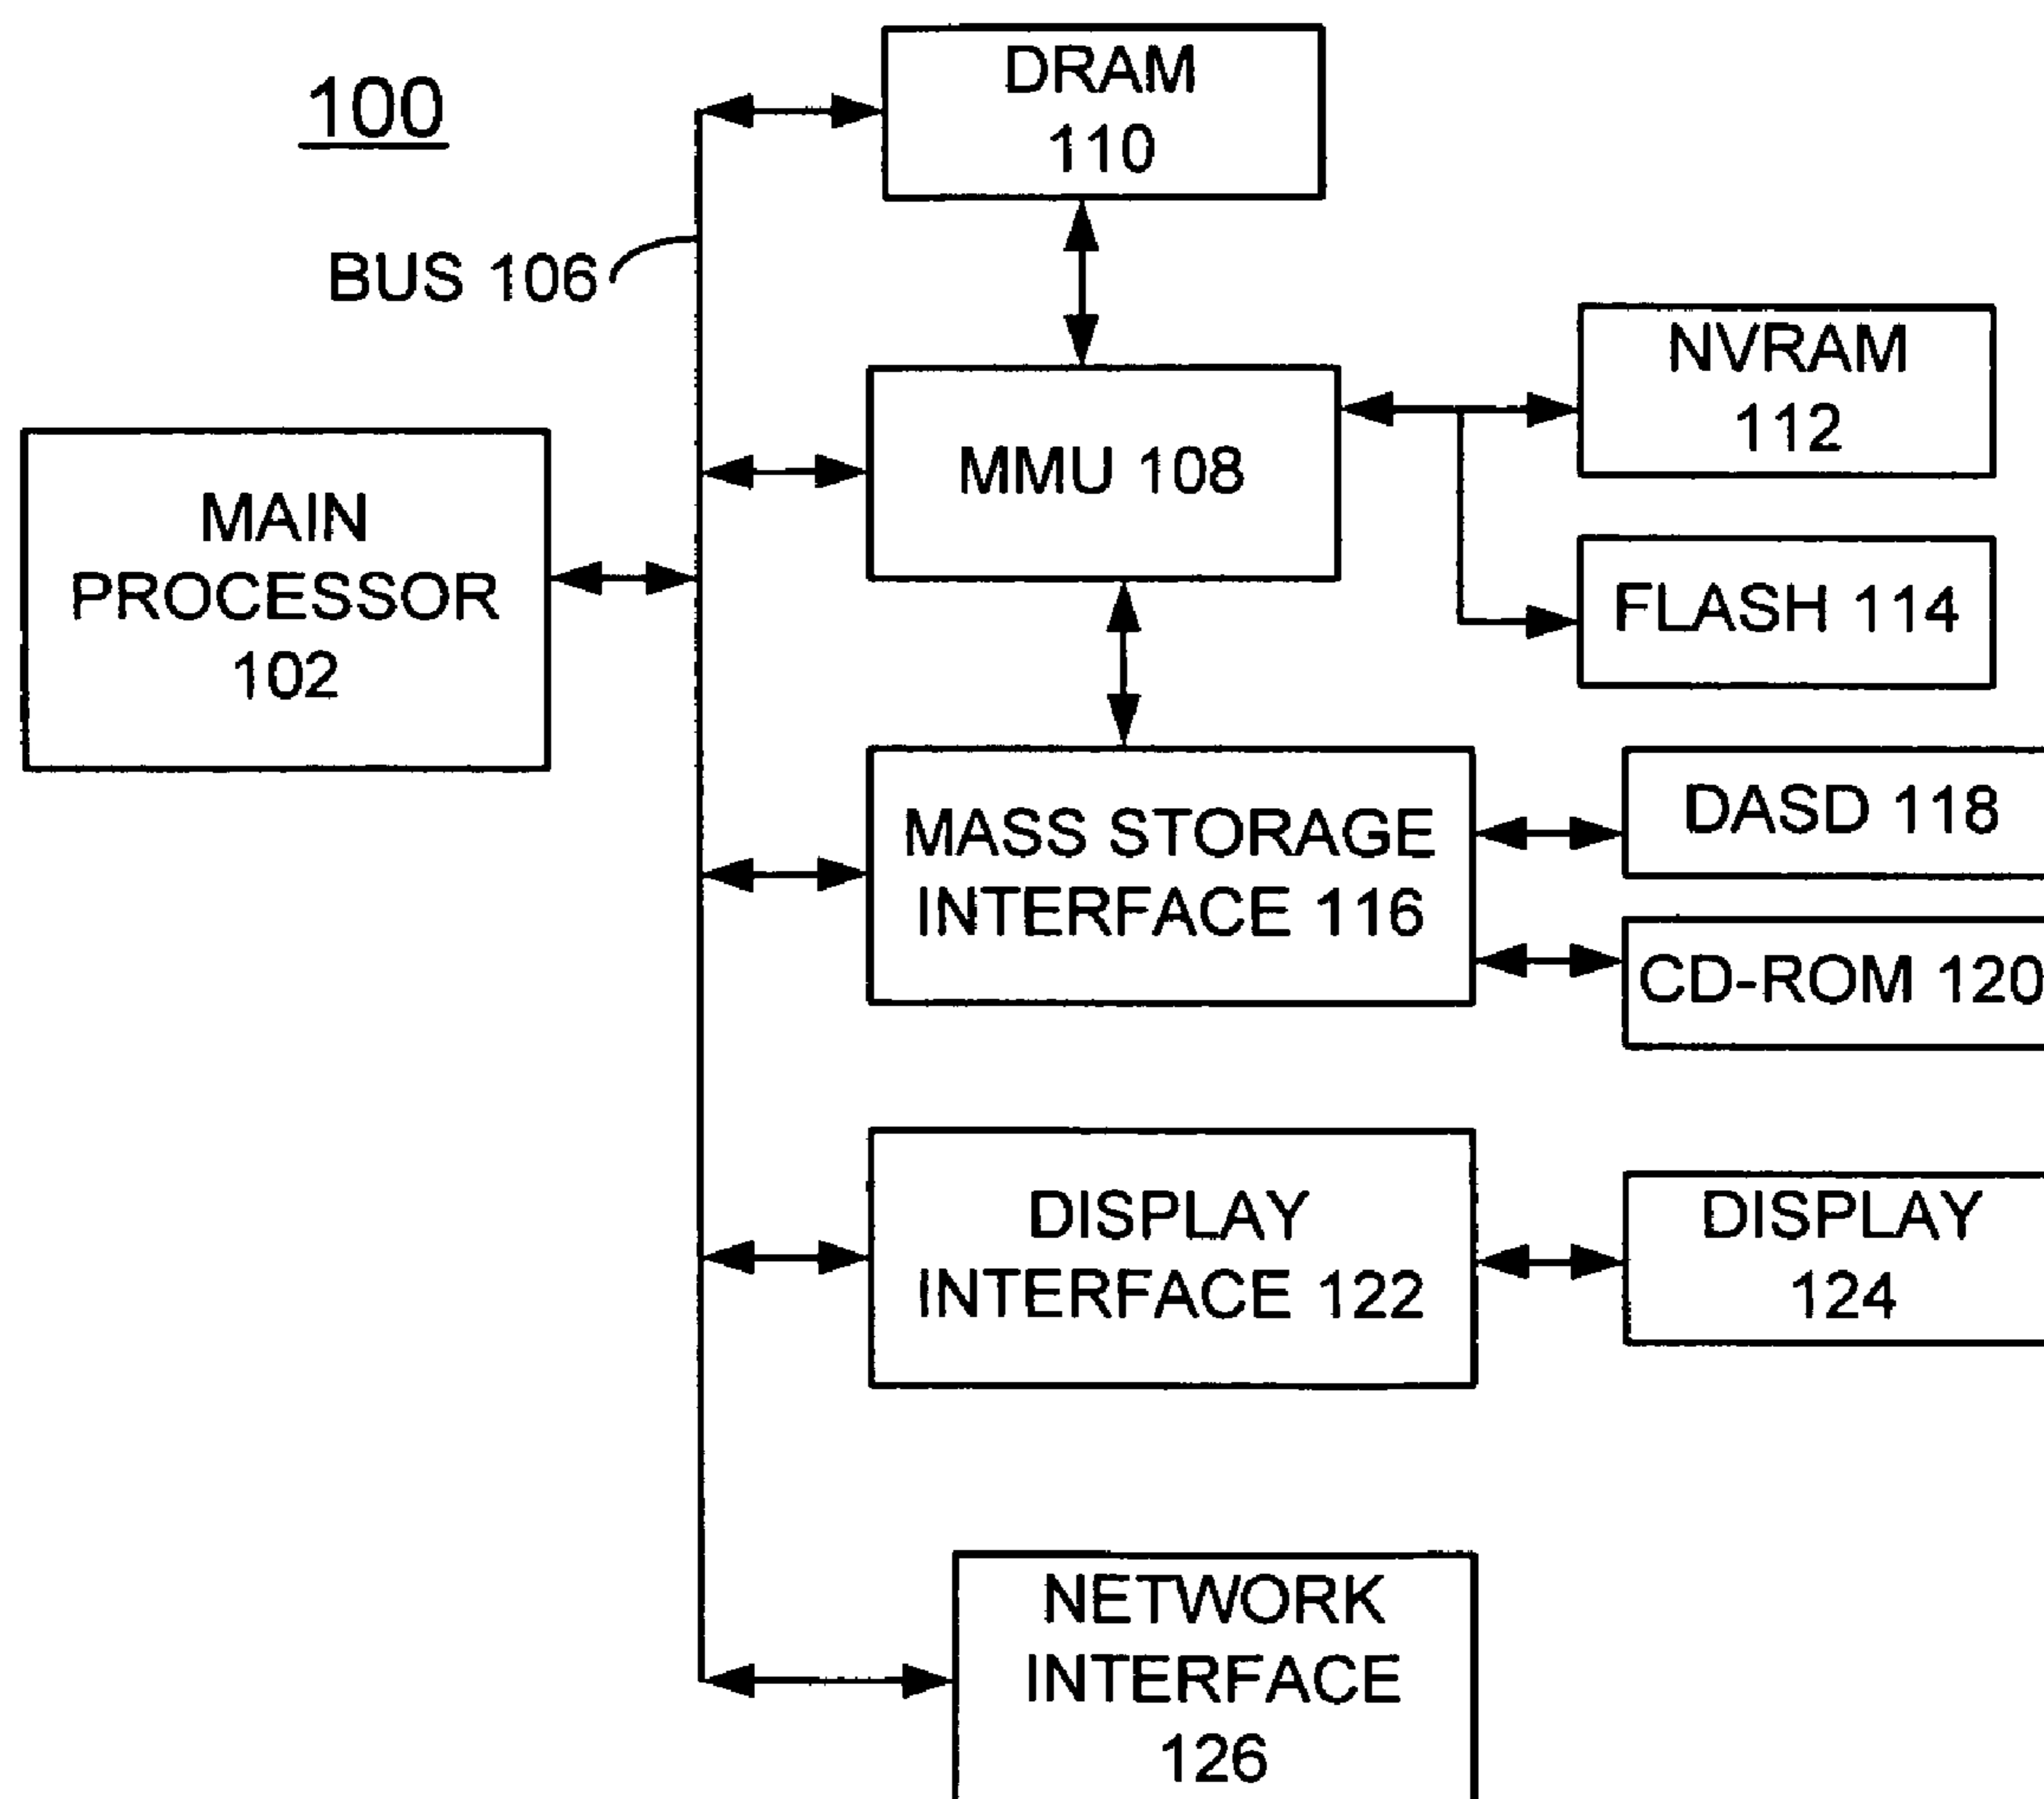 100
DRAM
110
BUS 106
NVRAM
112
MMU 108
MAIN
PROCESSOR
102
FLASH 114
MASS STORAGE
INTERFACE 116
DASD 118
CD-ROM 120
DISPLAY
INTERFACE 122
DISPLAY
124
NETWORK
INTERFACE
126